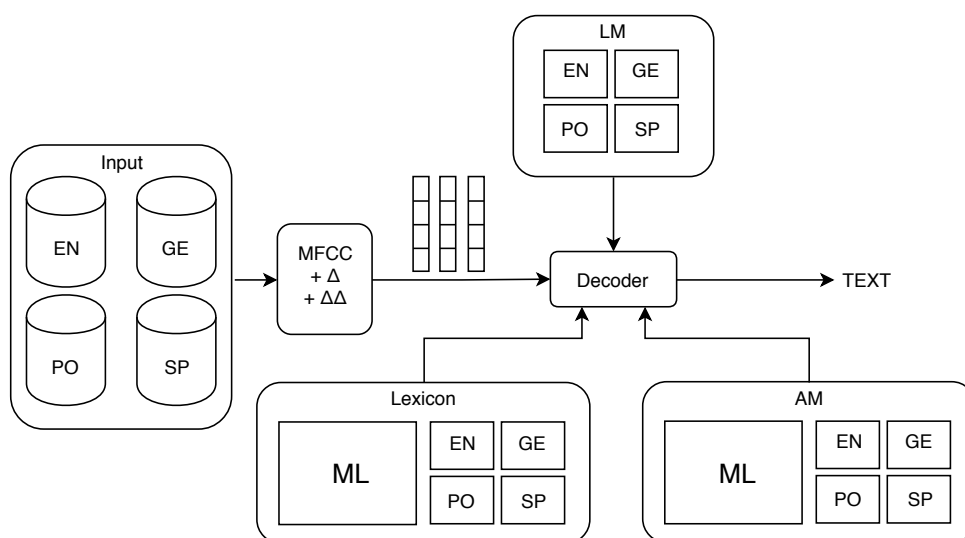 LM
EN GE
PO SP
Input
EN GE
PO SP
MFCC
+ Δ
+ ΔΔ
Decoder
TEXT
Lexicon
ML
EN GE
PO SP
AM
ML
EN GE
PO SP